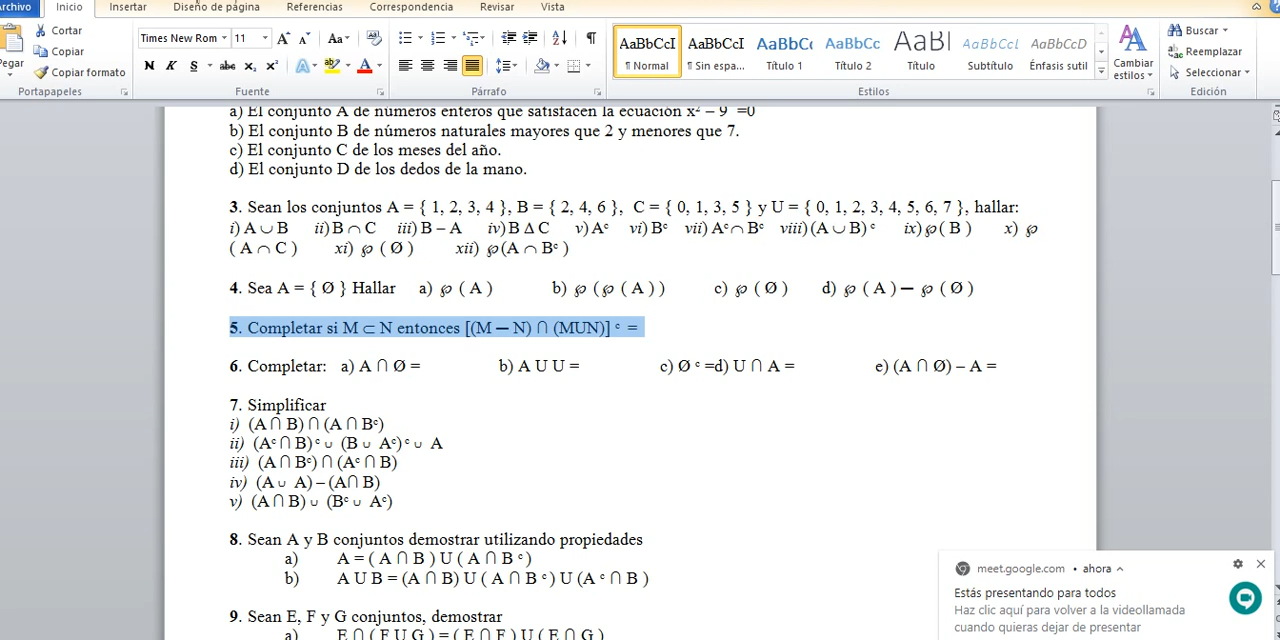 Archivo Inicio Insertar Diseño de página Referencias Correspondencia Revisar Vista
Cortar
Copiar
Copiar formato
Pegar
Portapapeles
Times New Rom 11
Aa
N K S abc x₂ x²
Fuente
Párrafo
AaBbCcI AaBbCcI AaBbCc AaBbCc AaBl AaBbCcl AaBbCcD
¶ Normal ¶ Sin espa... Título 1 Título 2 Título Subtítulo Énfasis sutil
Estilos
Cambiar estilos
Buscar
Reemplazar
Seleccionar
Edición
a) El conjunto A de números enteros que satisfacen la ecuación x² – 9 =0
b) El conjunto B de números naturales mayores que 2 y menores que 7.
c) El conjunto C de los meses del año.
d) El conjunto D de los dedos de la mano.
3. Sean los conjuntos A = { 1, 2, 3, 4 }, B = { 2, 4, 6 }, C = { 0, 1, 3, 5 } y U = { 0, 1, 2, 3, 4, 5, 6, 7 }, hallar:
i) A ∪ B ii) B ∩ C iii) B – A iv) B Δ C v) Aᶜ vi) Bᶜ vii) Aᶜ ∩ Bᶜ viii) (A ∪ B) ᶜ ix) ℘( B ) x) ℘
( A ∩ C ) xi) ℘ ( Ø ) xii) ℘(A ∩ Bᶜ )
4. Sea A = { Ø } Hallar a) ℘ ( A ) b) ℘ ( ℘ ( A ) ) c) ℘ ( Ø ) d) ℘ ( A ) – ℘ ( Ø )
5. Completar si M ⊂ N entonces [(M – N) ⋂ (MUN)] ᶜ =
6. Completar: a) A ⋂ Ø = b) A U U = c) Ø ᶜ =d) U ⋂ A = e) (A ⋂ Ø) – A =
7. Simplificar
i) (A ⋂ B) ⋂ (A ⋂ Bᶜ)
ii) (Aᶜ ⋂ B) ᶜ ∪ (B ∪ Aᶜ) ᶜ ∪ A
iii) (A ⋂ Bᶜ) ⋂ (Aᶜ ⋂ B)
iv) (A ∪ A) – (A⋂ B)
v) (A ⋂ B) ∪ (Bᶜ ∪ Aᶜ)
8. Sean A y B conjuntos demostrar utilizando propiedades
a) A = ( A ⋂ B ) U ( A ⋂ B ᶜ )
b) A U B = (A ⋂ B) U ( A ⋂ B ᶜ ) U (A ᶜ ⋂ B )
9. Sean E, F y G conjuntos, demostrar
a) E ⋂ ( F U G ) = ( E ⋂ F ) U ( E ⋂ G )
meet.google.com • ahora
Estás presentando para todos
Haz clic aquí para volver a la videollamada
cuando quieras dejar de presentar